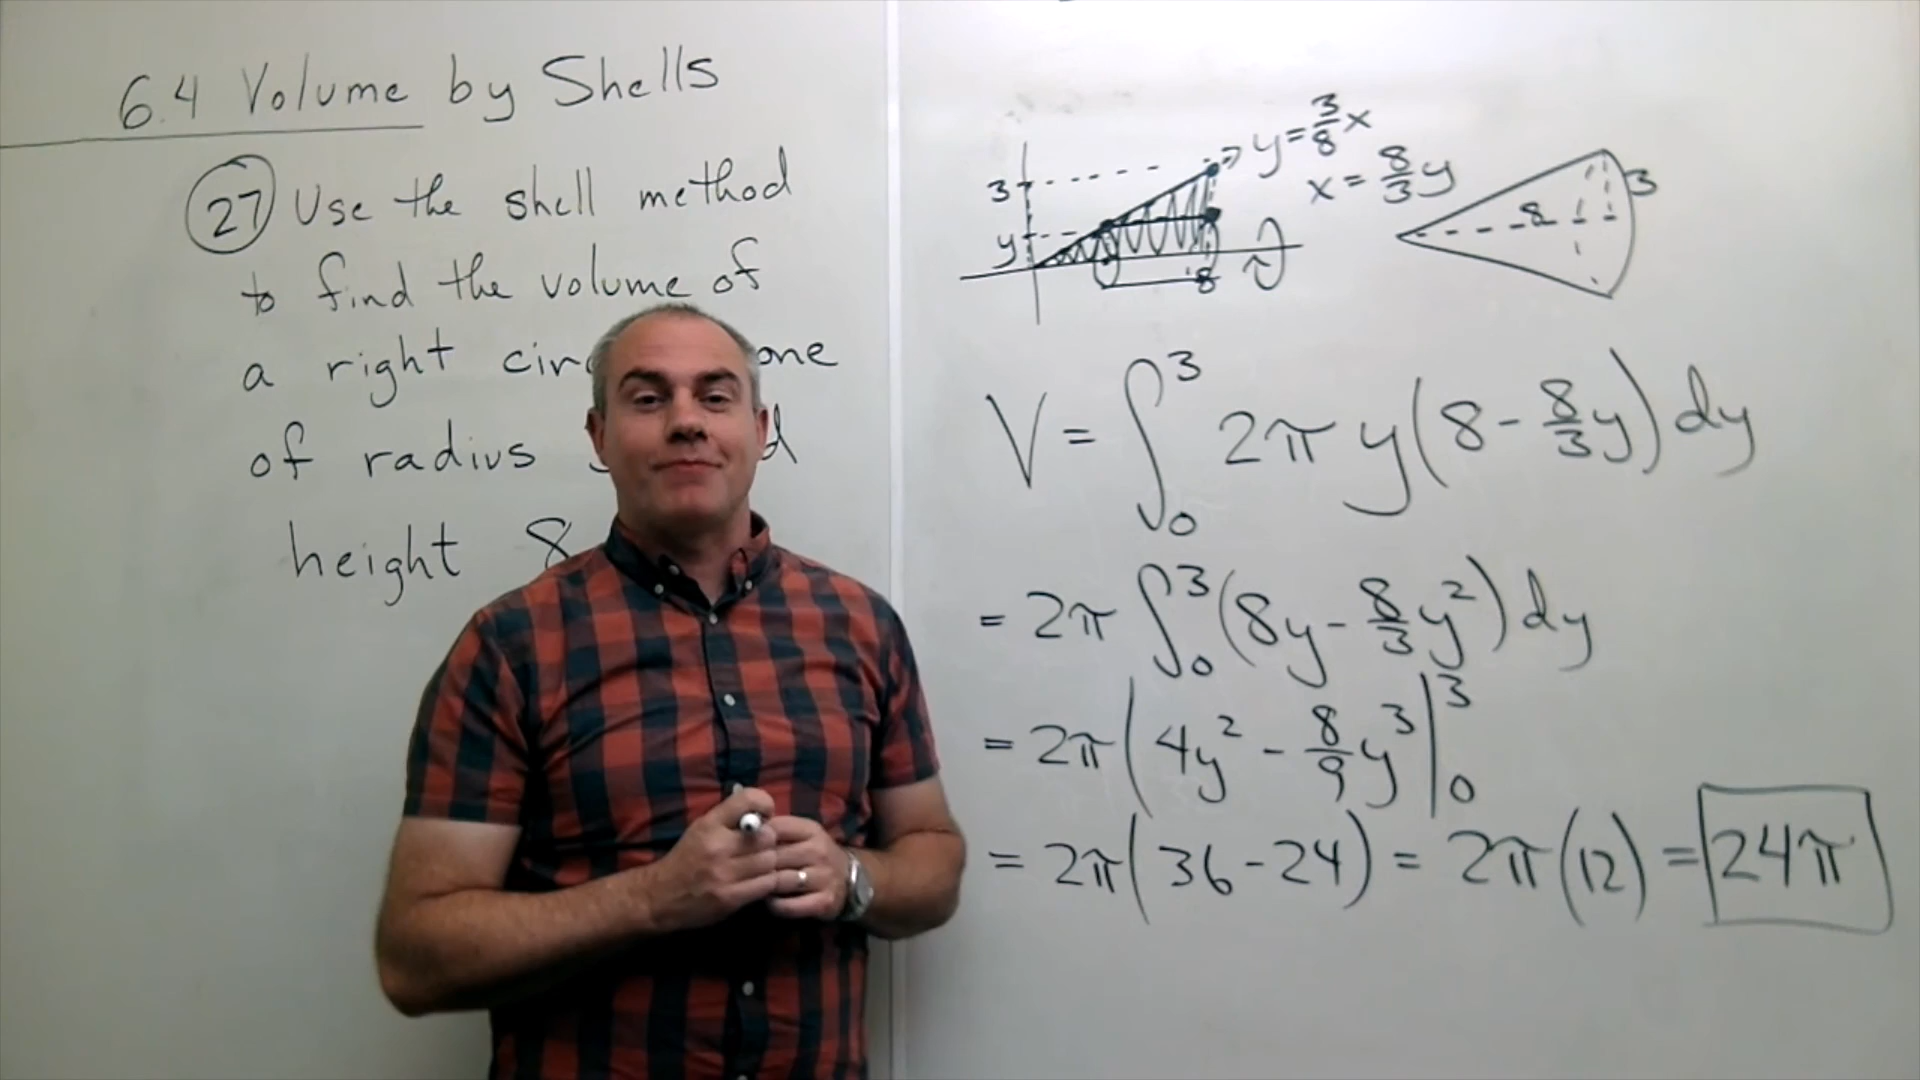 6.4 Volume by Shells
27 Use the shell method
to find the volume of
a right one
of radius
height 8
3
y
8
y = 3/8 x
x = 8/3 y
8
3
V = ∫₀³ 2π y (8 - 8/3 y) dy
= 2π ∫₀³ (8y - 8/3 y²) dy
= 2π (4y² - 8/9 y³ |₀³
= 2π (36 - 24) = 2π (12) = 24π